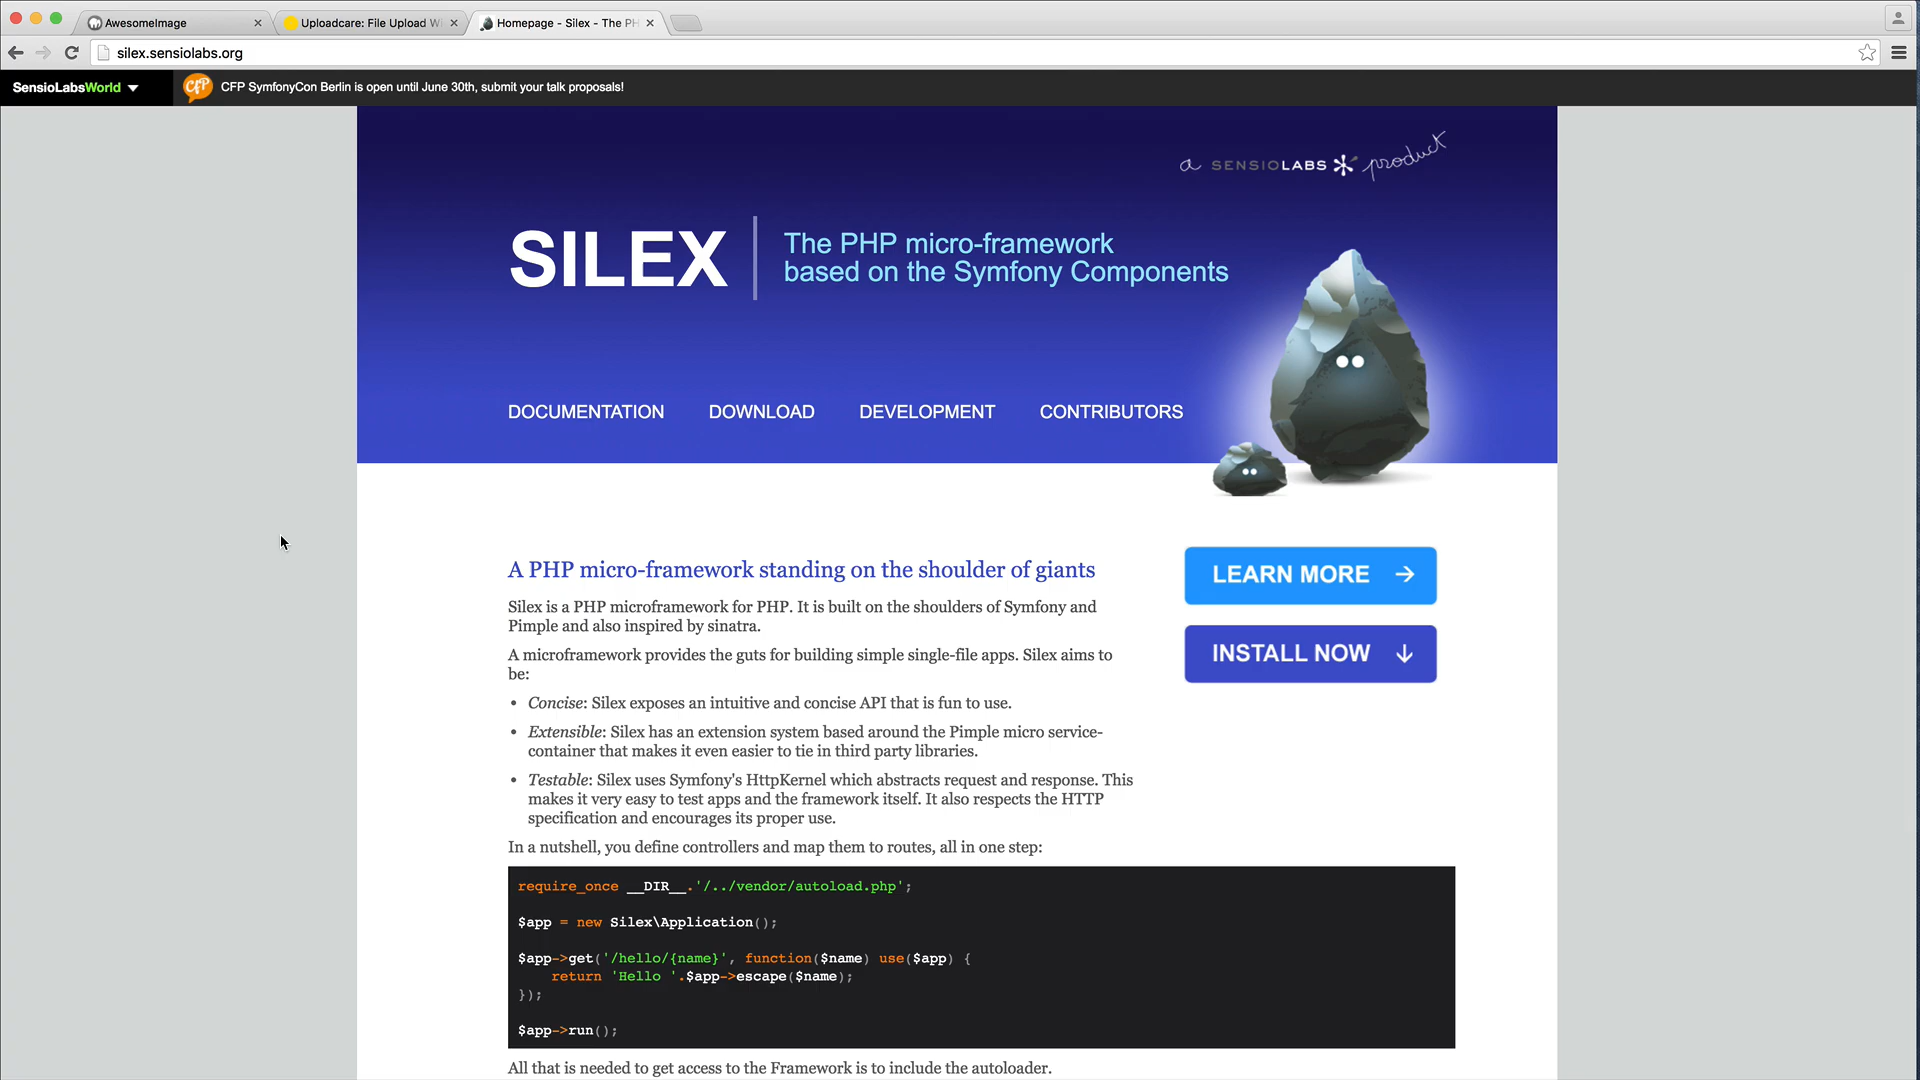 AwesomeImage
Uploadcare: File Upload Wi
Homepage - Silex - The PH
silex.sensiolabs.org
SensioLabsWorld
CFP
CFP SymfonyCon Berlin is open until June 30th, submit your talk proposals!
a SENSIOLABS product
SILEX
The PHP micro-framework
based on the Symfony Components
DOCUMENTATION DOWNLOAD DEVELOPMENT CONTRIBUTORS
A PHP micro-framework standing on the shoulder of giants
Silex is a PHP microframework for PHP. It is built on the shoulders of Symfony and
Pimple and also inspired by sinatra.
A microframework provides the guts for building simple single-file apps. Silex aims to
be:
• Concise: Silex exposes an intuitive and concise API that is fun to use.
• Extensible: Silex has an extension system based around the Pimple micro service-
container that makes it even easier to tie in third party libraries.
• Testable: Silex uses Symfony's HttpKernel which abstracts request and response. This
makes it very easy to test apps and the framework itself. It also respects the HTTP
specification and encourages its proper use.
In a nutshell, you define controllers and map them to routes, all in one step:
LEARN MORE →
INSTALL NOW ↓
require_once __DIR__.'/../vendor/autoload.php';
$app = new Silex\Application();
$app->get('/hello/{name}', function($name) use($app) {
return 'Hello '.$app->escape($name);
});
$app->run();
All that is needed to get access to the Framework is to include the autoloader.